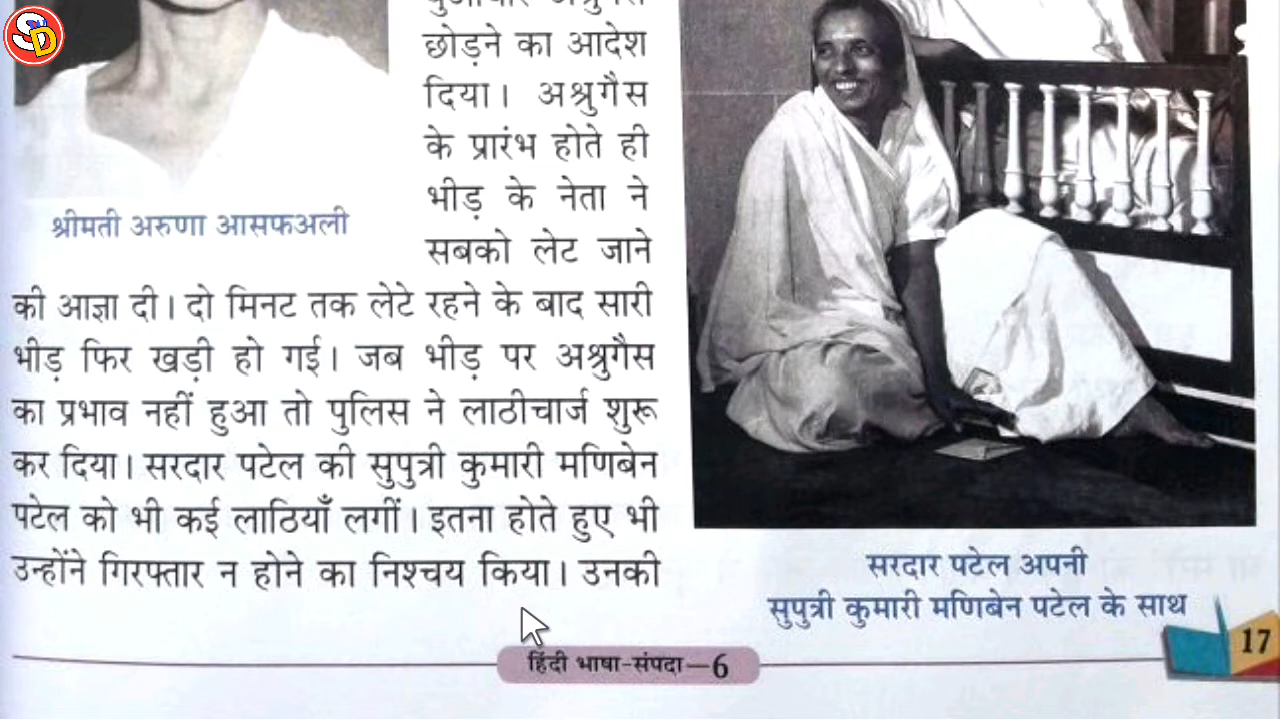 SD
छोड़ने का आदेश
दिया। अश्रुगैस
के प्रारंभ होते ही
भीड़ के नेता ने
सबको लेट जाने
श्रीमती अरुणा आसफअली
की आज्ञा दी। दो मिनट तक लेटे रहने के बाद सारी
भीड़ फिर खड़ी हो गई। जब भीड़ पर अश्रुगैस
का प्रभाव नहीं हुआ तो पुलिस ने लाठीचार्ज शुरू
कर दिया। सरदार पटेल की सुपुत्री कुमारी मणिबेन
पटेल को भी कई लाठियाँ लगीं। इतना होते हुए भी
उन्होंने गिरफ्तार न होने का निश्चय किया। उनकी
सरदार पटेल अपनी
सुपुत्री कुमारी मणिबेन पटेल के साथ
हिंदी भाषा-संपदा—6
17